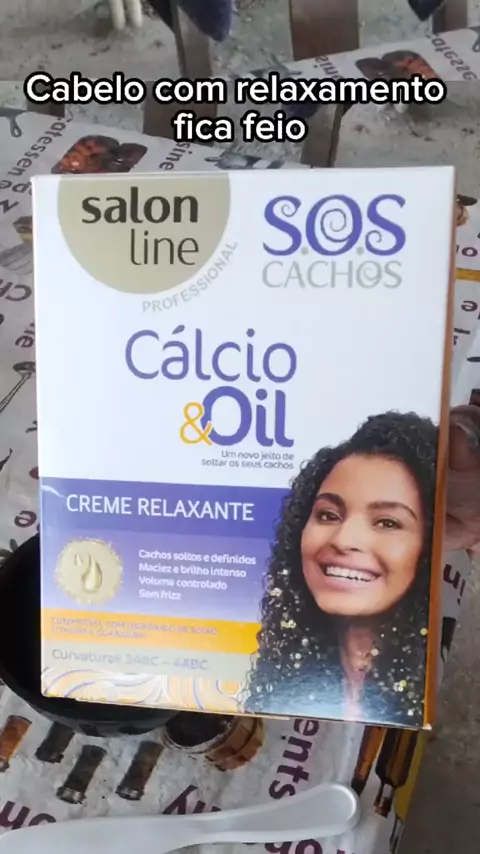 Cabelo com relaxamento
fica feio
salon
line
PROFESSIONAL
S.O.S
CACHOS
Cálcio
&Oil
Um novo jeito de
soltar os seus cachos
CREME RELAXANTE
Cachos soltos e definidos
Maciez e brilho intenso
Volume controlado
Sem frizz
Curvaturas 3ABC – 4ABC